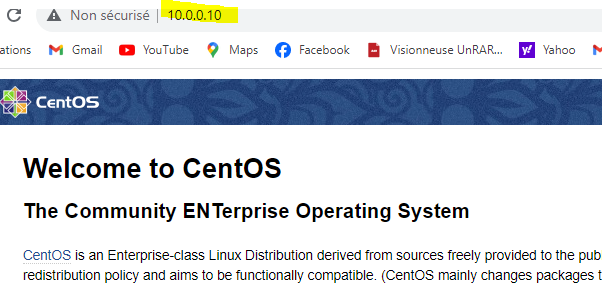 Non sécurisé | 10.0.0.10
ations Gmail YouTube Maps Facebook Visionneuse UnRAR... Yahoo
CentOS
Welcome to CentOS
The Community ENTerprise Operating System
CentOS is an Enterprise-class Linux Distribution derived from sources freely provided to the pub
redistribution policy and aims to be functionally compatible. (CentOS mainly changes packages t